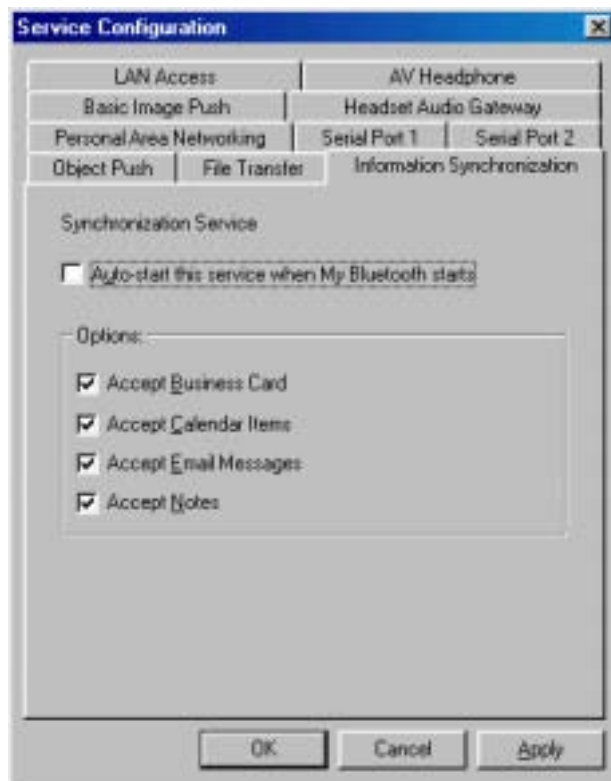 Service Configuration
LAN Access AV Headphone
Basic Image Push Headset Audio Gateway
Personal Area Networking Serial Port 1 Serial Port 2
Object Push File Transfer Information Synchronization
Synchronization Service
Auto-start this service when My Bluetooth starts
Options:
Accept Business Card
Accept Calendar Items
Accept Email Messages
Accept Notes
OK Cancel Apply